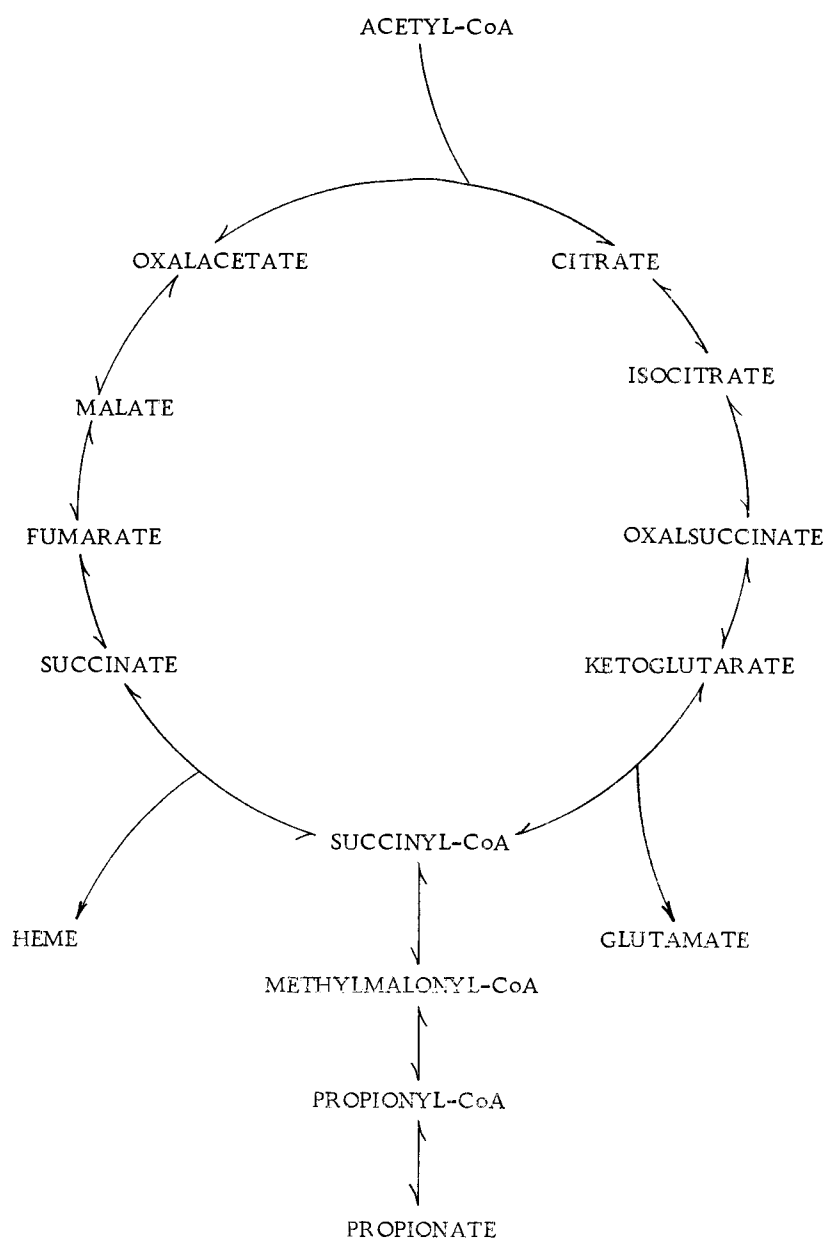 ACETYL-CoA
OXALACETATE
CITRATE
ISOCITRATE
MALATE
FUMARATE
OXALSUCCINATE
SUCCINATE
KETOGLUTARATE
SUCCINYL-CoA
HEME
GLUTAMATE
METHYLMALONYL-CoA
PROPIONYL-CoA
PROPIONATE